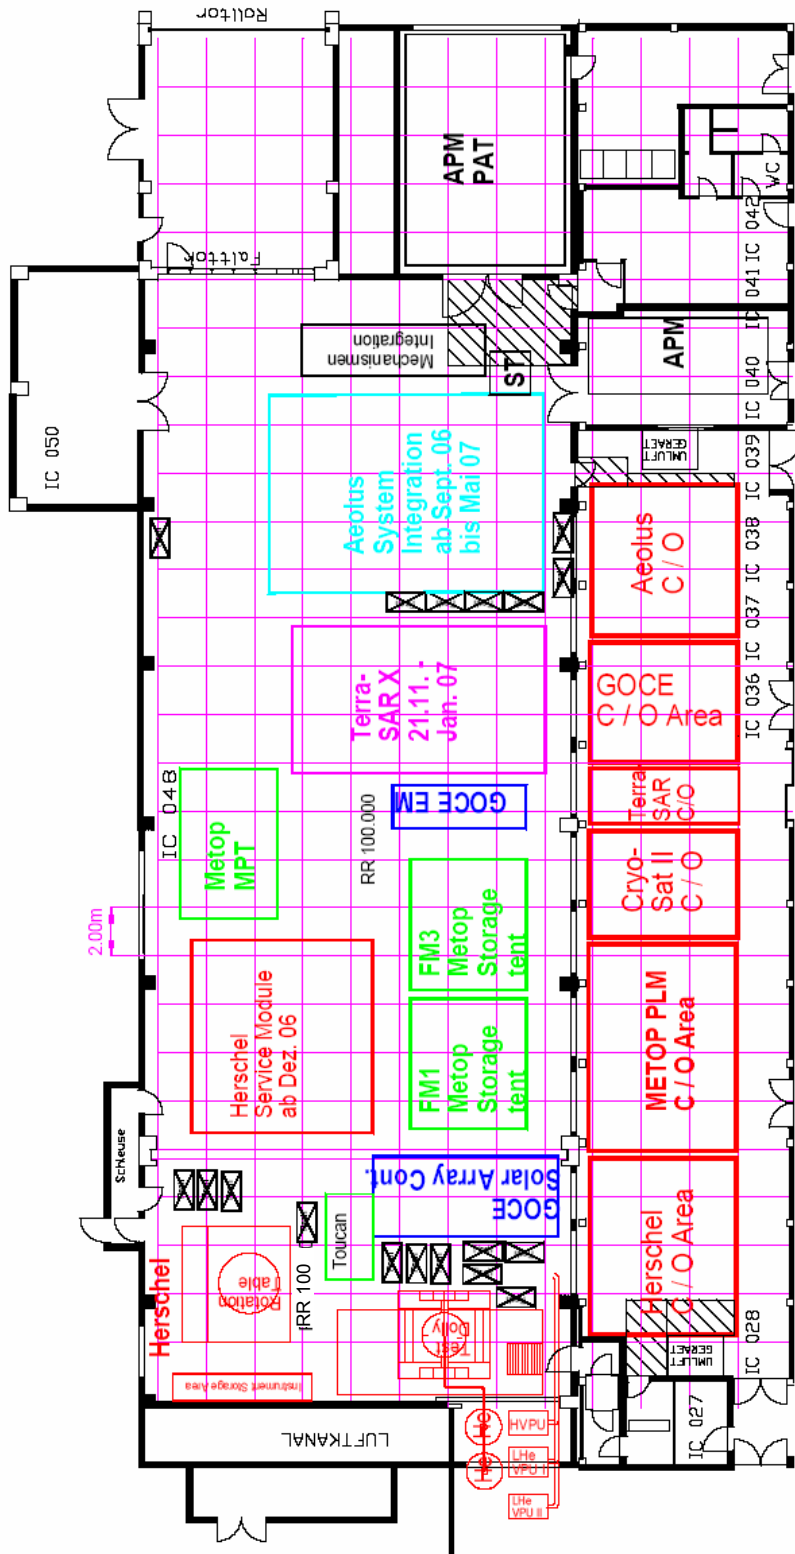 Rolltor
APM
PAT
WC
Falttor
IC 042
IC 041
Mechanismen
Integration
ST
APM
IC 040
IC 050
UMLUFT
GERAET
IC 039
Aeolus
System
Integration
ab Sept. 06
bis Mai 07
Aeolus
C / O
IC 038
IC 037
Terra-
SAR X
21.11. -
Jan. 07
GOCE
C / O Area
IC 036
IC 048
Metop
MPT
RR 100.000
GOCE EM
Terra
SAR
C/O
Cryo-
Sat II
C / O
2.00m
FM3
Metop
Storage
tent
Herschel
Service Module
ab Dez. 06
FM1
Metop
Storage
tent
METOP PLM
C / O Area
Schleuse
GOCE
Solar Array Cont.
Toucan
Herschel
C / O Area
Herschel
Rotation
Table
RR 100
Test
Dolly
UMLUFT
GERAET
IC 028
Instrument Storage Area
LUFTKANAL
He
He
HVPU
LHe
VPU I
LHe
VPU II
IC 027